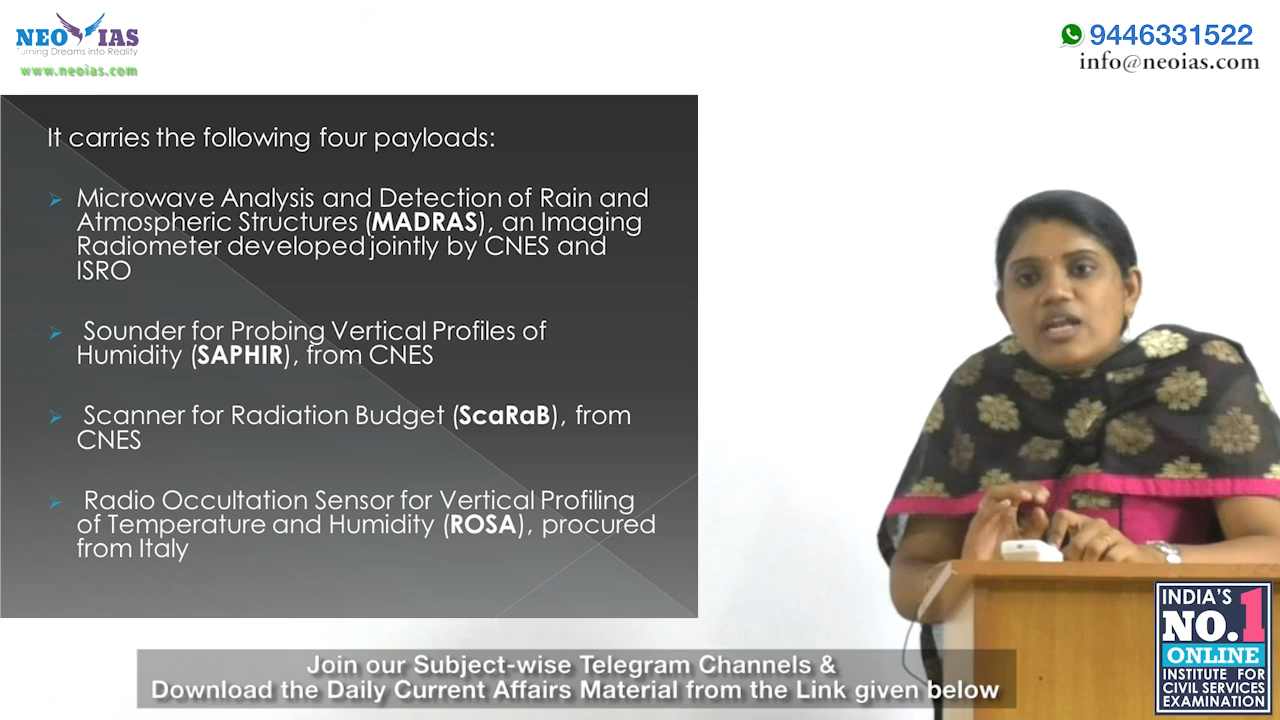 NEO IAS
Turning Dreams into Reality
www.neoias.com
9446331522
info@neoias.com
It carries the following four payloads:
Microwave Analysis and Detection of Rain and
Atmospheric Structures (MADRAS), an Imaging
Radiometer developed jointly by CNES and
ISRO
Sounder for Probing Vertical Profiles of
Humidity (SAPHIR), from CNES
Scanner for Radiation Budget (ScaRaB), from
CNES
Radio Occultation Sensor for Vertical Profiling
of Temperature and Humidity (ROSA), procured
from Italy
INDIA'S
NO.1
ONLINE
INSTITUTE FOR
CIVIL SERVICES
EXAMINATION
Join our Subject-wise Telegram Channels &
Download the Daily Current Affairs Material from the Link given below